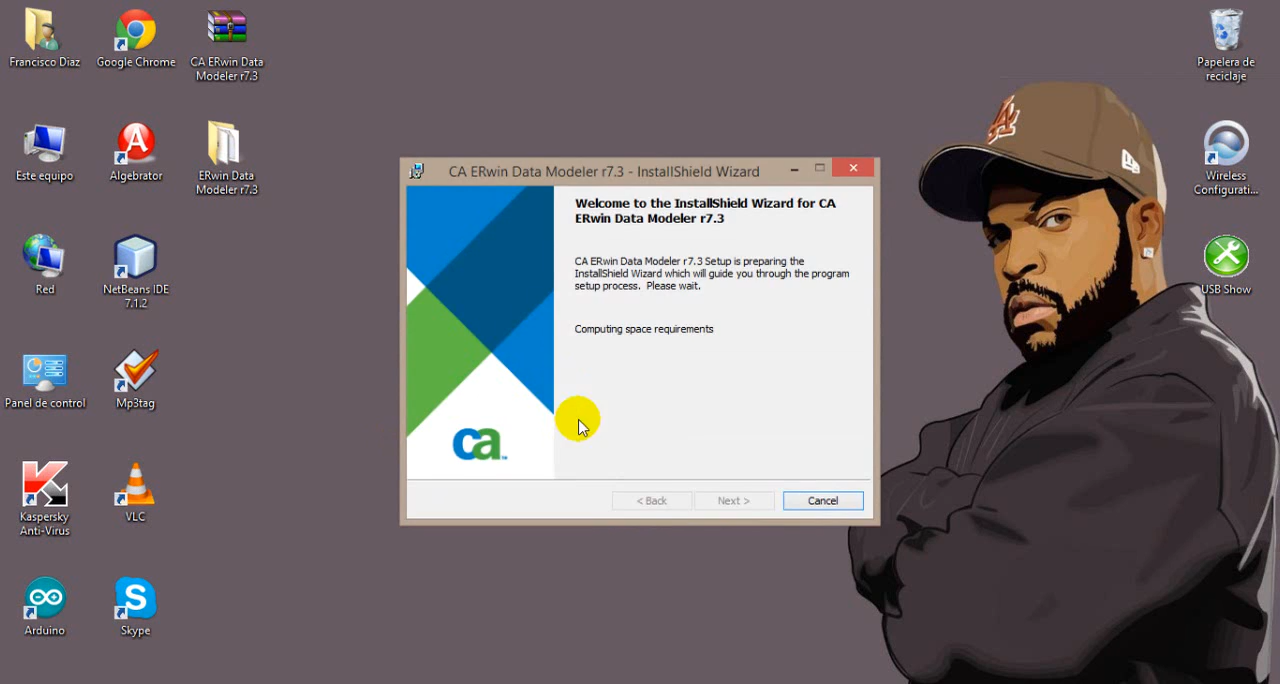 Francisco Diaz
Google Chrome
CA ERwin Data
Modeler r7.3
Papelera de
reciclaje
Este equipo
Algebrator
ERwin Data
Modeler r7.3
Wireless
Configurati...
Red
NetBeans IDE
7.1.2
USB Show
Panel de control
Mp3tag
Kaspersky
Anti-Virus
VLC
Arduino
Skype
CA ERwin Data Modeler r7.3 - InstallShield Wizard
Welcome to the InstallShield Wizard for CA
ERwin Data Modeler r7.3
CA ERwin Data Modeler r7.3 Setup is preparing the
InstallShield Wizard which will guide you through the program
setup process. Please wait.
Computing space requirements
ca
< Back
Next >
Cancel